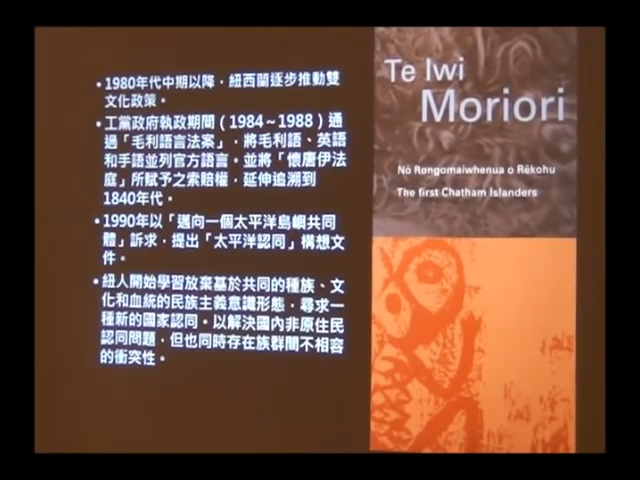 • 1980年代中期以降，紐西蘭逐步推動雙
文化政策。
• 工黨政府執政期間（1984～1988）通
過「毛利語言法案」，將毛利語、英語
和手語並列官方語言。並將「懷唐伊法
庭」所賦予之索賠權，延伸追溯到
1840年代。
• 1990年以「邁向一個太平洋島嶼共同
體」訴求，提出「太平洋認同」構想文
件。
• 紐人開始學習放棄基於共同的種族、文
化和血統的民族主義意識形態，尋求一
種新的國家認同。以解決國內非原住民
認同問題，但也同時存在族群間不相容
的衝突性。
Te Iwi
Moriori
Nō Rongomaiwhenua o Rēkohu
The first Chatham Islanders